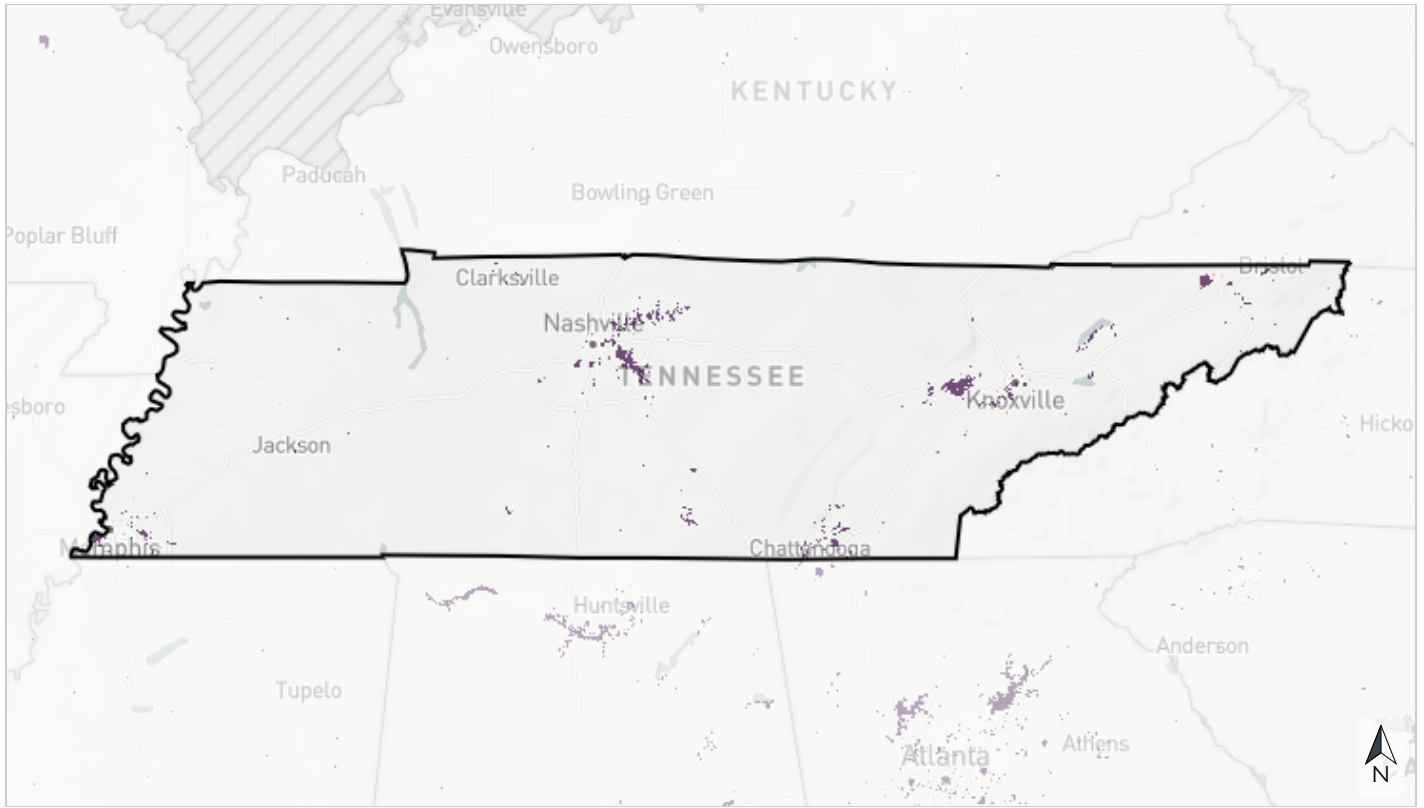 Evansville
Owensboro
KENTUCKY
Paducah
Bowling Green
Poplar Bluff
Bristol
Clarksville
Nashville
TENNESSEE
Knoxville
esboro
Hicko
Jackson
Memphis
Chattanooga
Huntsville
Anderson
Tupelo
Atlanta
Athens
N